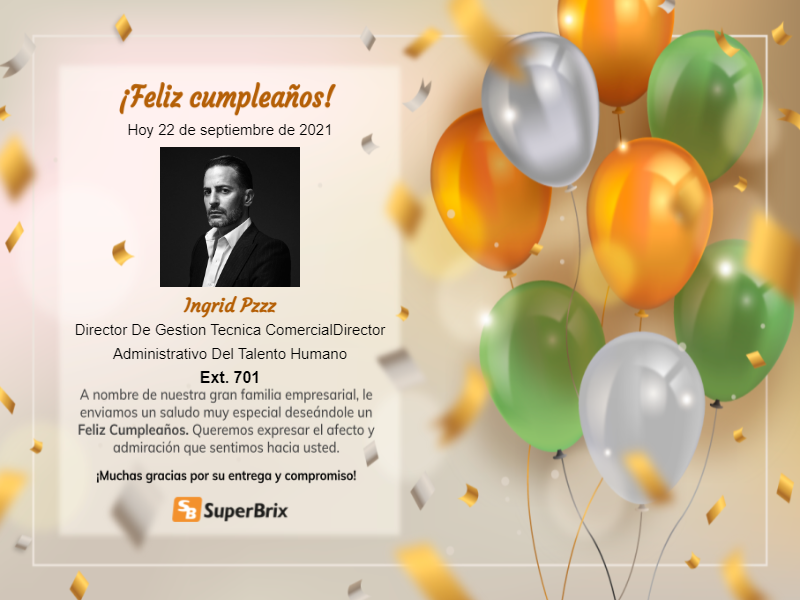 ¡Feliz cumpleaños!
Hoy 22 de septiembre de 2021
Ingrid Pzzz
Director De Gestion Tecnica ComercialDirector
Administrativo Del Talento Humano
Ext. 701
A nombre de nuestra gran familia empresarial, le
enviamos un saludo muy especial deseándole un
Feliz Cumpleaños. Queremos expresar el afecto y
admiración que sentimos hacia usted.
¡Muchas gracias por su entrega y compromiso!
SB SuperBrix